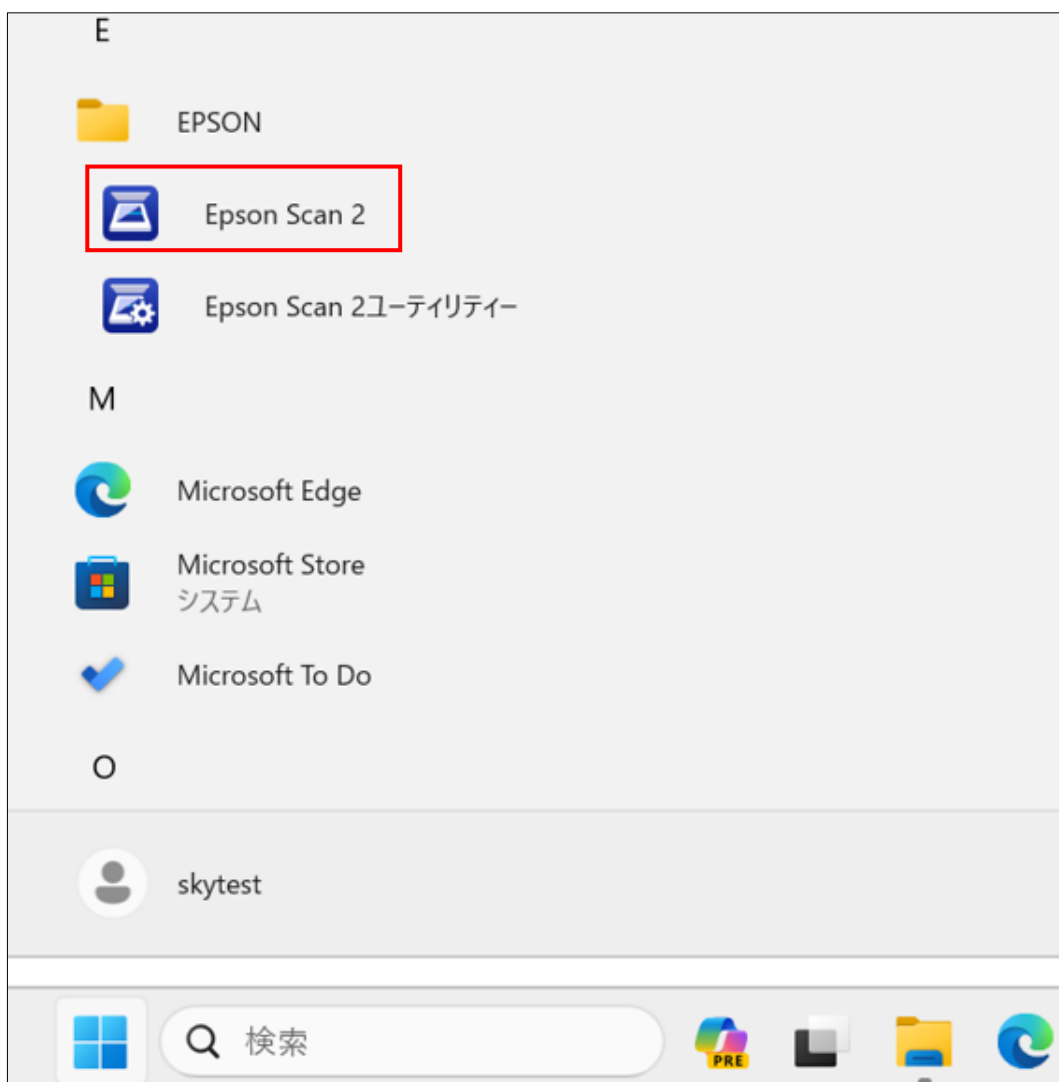 E
EPSON
Epson Scan 2
Epson Scan 2ユーティリティー
M
Microsoft Edge
Microsoft Store
システム
Microsoft To Do
O
skytest
検索
PRE